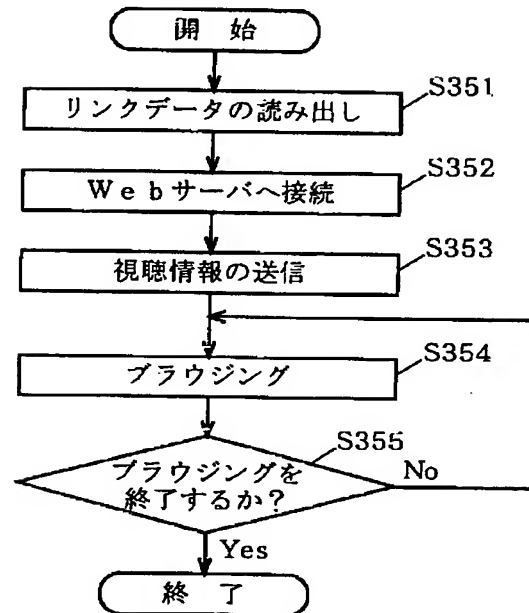 開 始
S351
リンクデータの読み出し
S352
Webサーバへ接続
S353
視聴情報の送信
S354
ブラウジング
S355
ブラウジングを
終了するか?
No
Yes
終 了